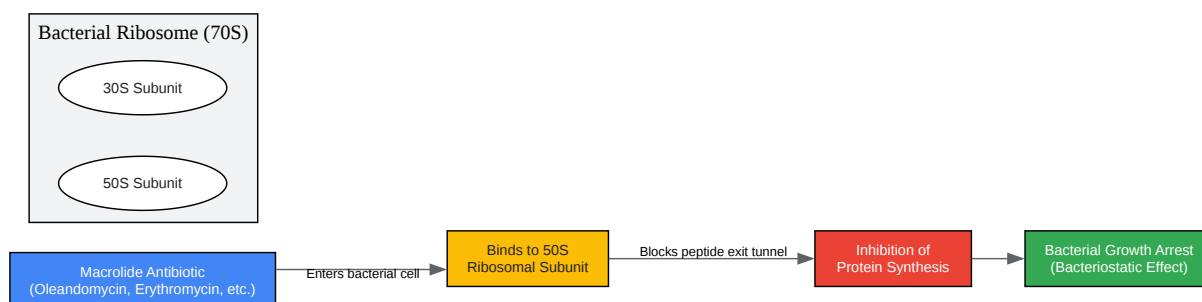 Bacterial Ribosome (70S)
30S Subunit
50S Subunit
Macrolide Antibiotic
(Oleandomycin, Erythromycin, etc.)
Enters bacterial cell
Binds to 50S
Ribosomal Subunit
Blocks peptide exit tunnel
Inhibition of
Protein Synthesis
Bacterial Growth Arrest
(Bacteriostatic Effect)